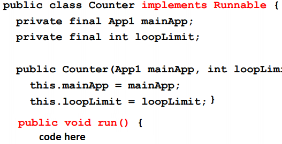 public class Counter implements Runnable {
private final App1 mainApp;
private final int loopLimit;
public Counter(App1 mainApp, int loopLimi
this.mainApp = mainApp;
this.loopLimit = loopLimit; }
public void run() {
code here